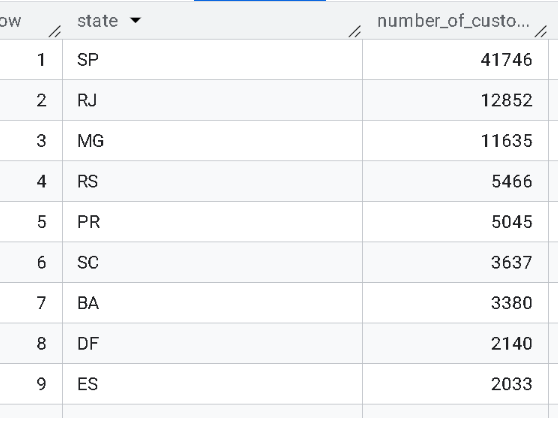 ow state number_of_custo...
1 SP 41746
2 RJ 12852
3 MG 11635
4 RS 5466
5 PR 5045
6 SC 3637
7 BA 3380
8 DF 2140
9 ES 2033